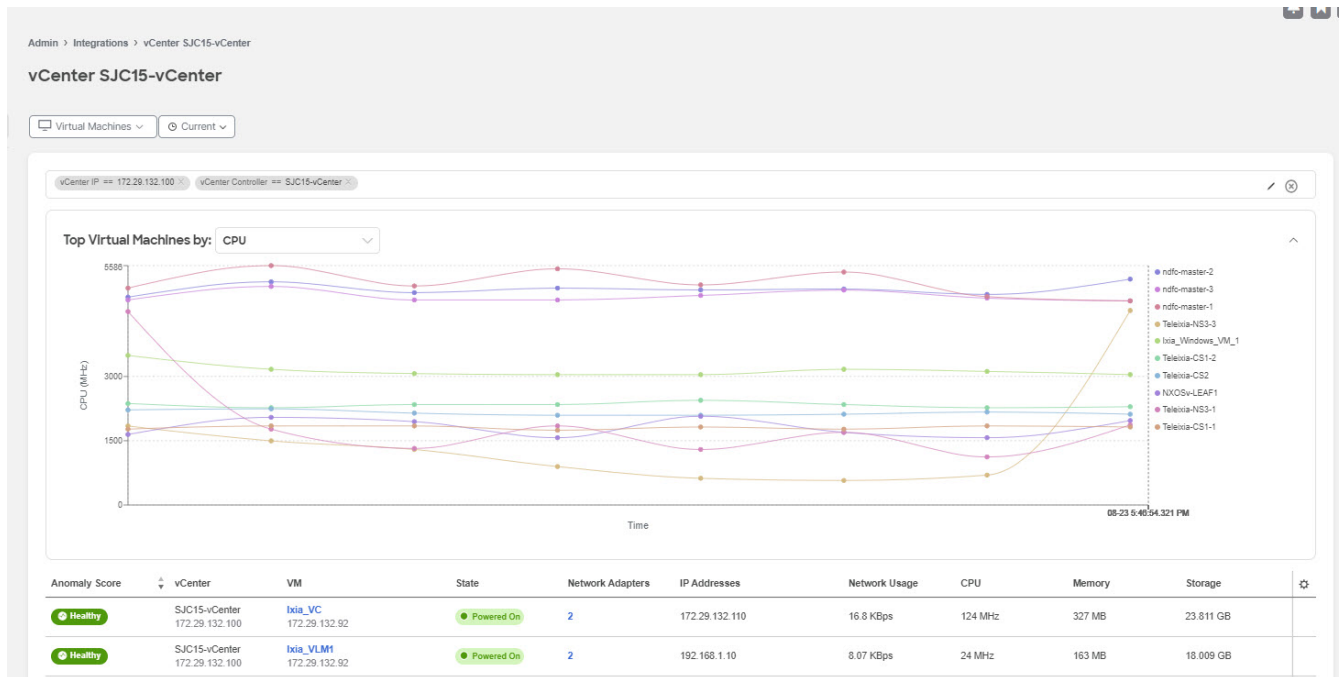 Admin > Integrations > vCenter SJC15-vCenter
vCenter SJC15-vCenter
Virtual Machines Current
vCenter IP == 172.29.132.100 × vCenter Controller == SJC15-vCenter ×
Top Virtual Machines by: CPU
5586
3000
1500
0
CPU (MHz)
Time
08-23 5:46:54.321 PM
ndfc-master-2
ndfc-master-3
ndfc-master-1
Teleixia-NS3-3
Ixia_Windows_VM_1
Teleixia-CS1-2
Teleixia-CS2
NXOSv-LEAF1
Teleixia-NS3-1
Teleixia-CS1-1
Anomaly Score vCenter VM State Network Adapters IP Addresses Network Usage CPU Memory Storage
Healthy SJC15-vCenter Ixia_VC Powered On 2 172.29.132.110 16.8 KBps 124 MHz 327 MB 23.811 GB
172.29.132.100 172.29.132.92
Healthy SJC15-vCenter Ixia_VLM1 Powered On 2 192.168.1.10 8.07 KBps 24 MHz 163 MB 18.009 GB
172.29.132.100 172.29.132.92